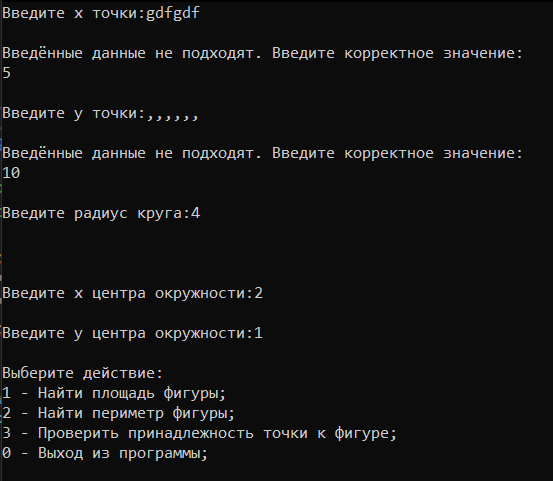 Введите x точки:gdfgdf
Введённые данные не подходят. Введите корректное значение:
5
Введите y точки:,,,,,,
Введённые данные не подходят. Введите корректное значение:
10
Введите радиус круга:4
Введите x центра окружности:2
Введите y центра окружности:1
Выберите действие:
1 - Найти площадь фигуры;
2 - Найти периметр фигуры;
3 - Проверить принадлежность точки к фигуре;
0 - Выход из программы;